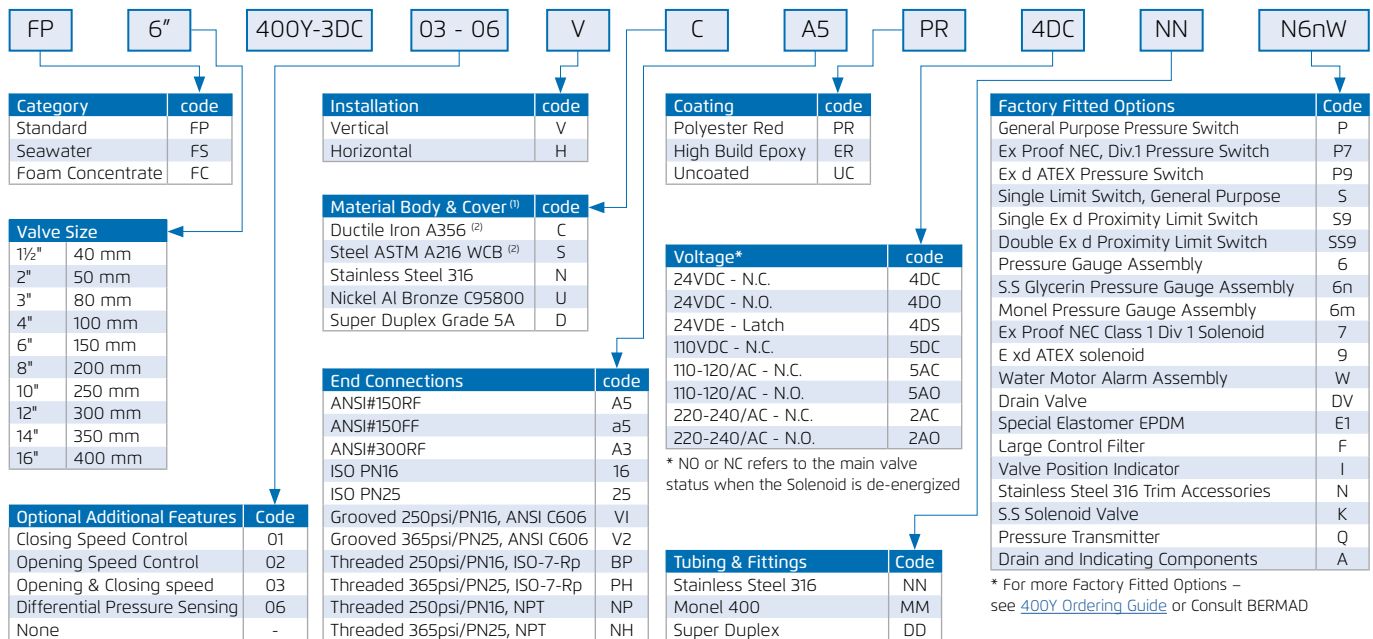 FP 6" 400Y-3DC 03 - 06 V C A5 PR 4DC NN N6nW
Category code
Standard FP
Seawater FS
Foam Concentrate FC
Valve Size
1½" 40 mm
2" 50 mm
3" 80 mm
4" 100 mm
6" 150 mm
8" 200 mm
10" 250 mm
12" 300 mm
14" 350 mm
16" 400 mm
Optional Additional Features Code
Closing Speed Control 01
Opening Speed Control 02
Opening & Closing speed 03
Differential Pressure Sensing 06
None -
Installation code
Vertical V
Horizontal H
Material Body & Cover (1) code
Ductile Iron A356 (2) C
Steel ASTM A216 WCB (2) S
Stainless Steel 316 N
Nickel Al Bronze C95800 U
Super Duplex Grade 5A D
End Connections code
ANSI#150RF A5
ANSI#150FF a5
ANSI#300RF A3
ISO PN16 16
ISO PN25 25
Grooved 250psi/PN16, ANSI C606 VI
Grooved 365psi/PN25, ANSI C606 V2
Threaded 250psi/PN16, ISO-7-Rp BP
Threaded 365psi/PN25, ISO-7-Rp PH
Threaded 250psi/PN16, NPT NP
Threaded 365psi/PN25, NPT NH
Coating code
Polyester Red PR
High Build Epoxy ER
Uncoated UC
Voltage* code
24VDC - N.C. 4DC
24VDC - N.O. 4DO
24VDE - Latch 4DS
110VDC - N.C. 5DC
110-120/AC - N.C. 5AC
110-120/AC - N.O. 5AO
220-240/AC - N.C. 2AC
220-240/AC - N.O. 2AO
* NO or NC refers to the main valve
status when the Solenoid is de-energized
Tubing & Fittings Code
Stainless Steel 316 NN
Monel 400 MM
Super Duplex DD
Factory Fitted Options Code
General Purpose Pressure Switch P
Ex Proof NEC, Div.1 Pressure Switch P7
Ex d ATEX Pressure Switch P9
Single Limit Switch, General Purpose S
Single Ex d Proximity Limit Switch S9
Double Ex d Proximity Limit Switch SS9
Pressure Gauge Assembly 6
S.S Glycerin Pressure Gauge Assembly 6n
Monel Pressure Gauge Assembly 6m
Ex Proof NEC Class 1 Div 1 Solenoid 7
E xd ATEX solenoid 9
Water Motor Alarm Assembly W
Drain Valve DV
Special Elastomer EPDM E1
Large Control Filter F
Valve Position Indicator I
Stainless Steel 316 Trim Accessories N
S.S Solenoid Valve K
Pressure Transmitter Q
Drain and Indicating Components A
* For more Factory Fitted Options –
see 400Y Ordering Guide or Consult BERMAD